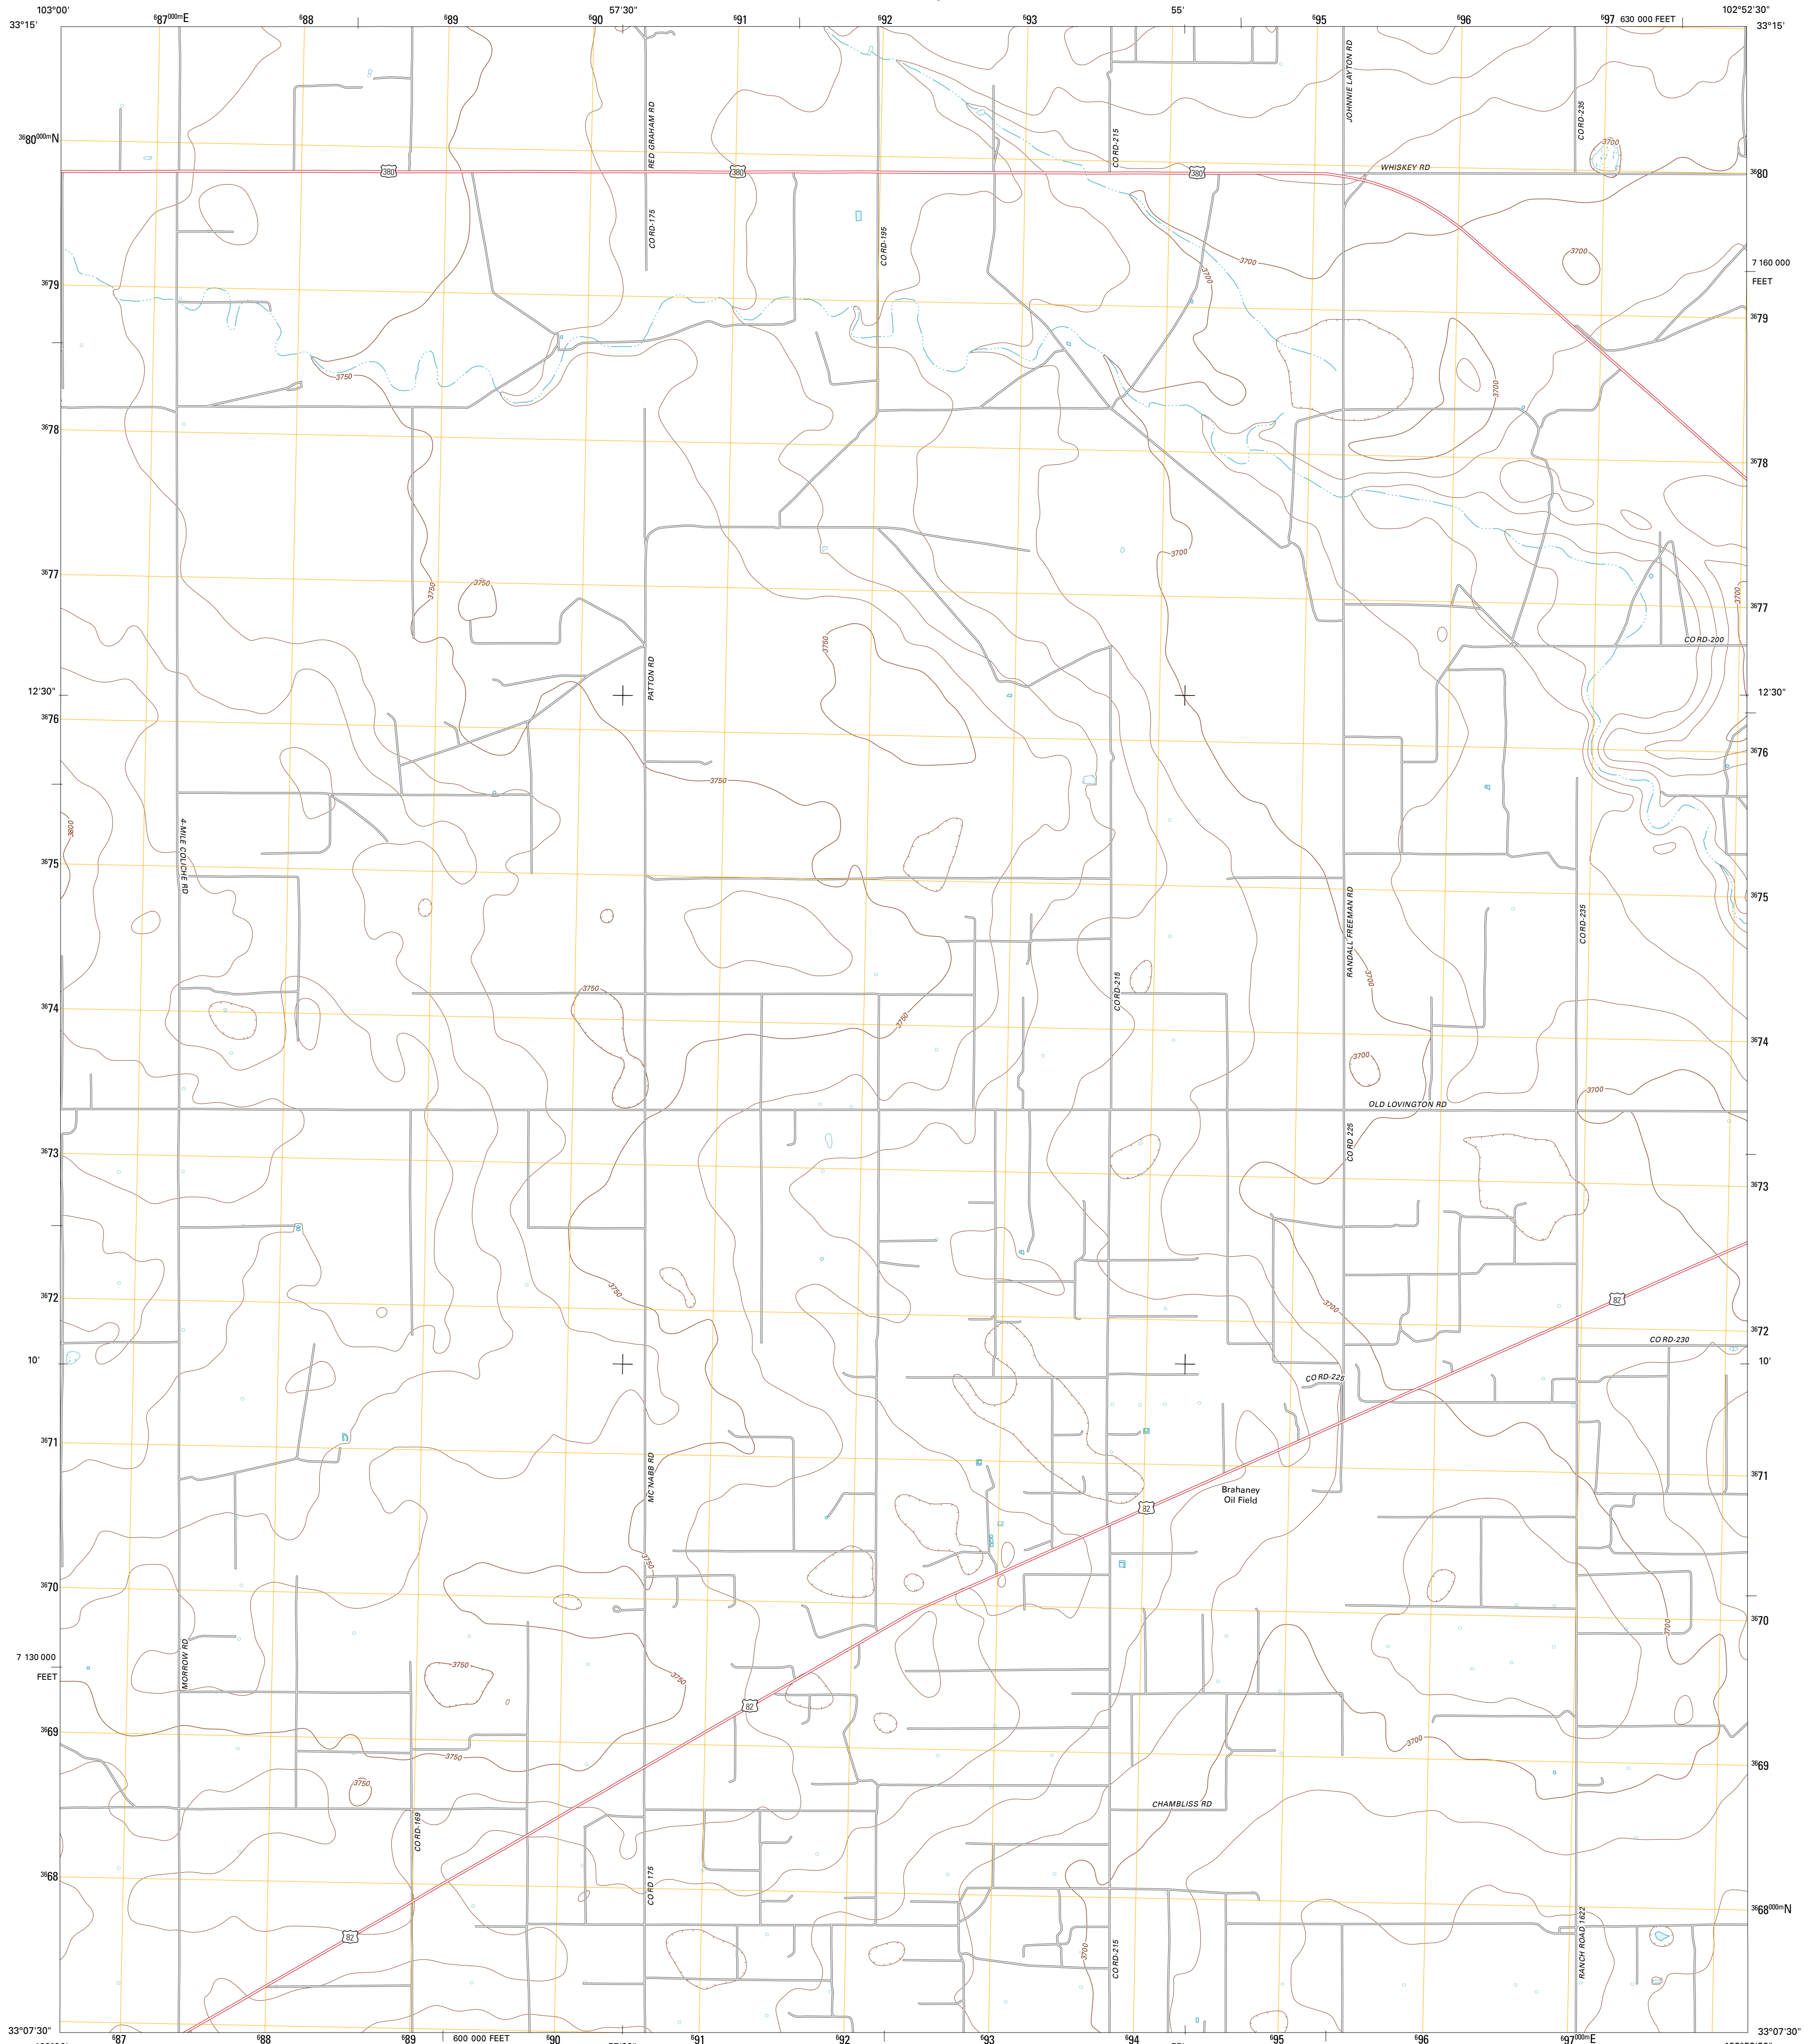 103°00'
⁶87⁰⁰⁰ᵐE
⁶88
⁶89
57'30"
⁶90
⁶91
⁶92
⁶93
55'
⁶95
⁶96
⁶97
630 000 FEET
102°52'30"
33°15'
33°15'
JOHNNIE LAYTON RD
RED GRAHAM RD
CO RD-215
CO RD-235
³⁶80⁰⁰⁰ᵐN
3700
WHISKEY RD
380
380
380
³⁶80
CO RD-175
CO RD-195
3700
3700
3700
7 160 000
FEET
³⁶79
³⁶79
3750
3700
³⁶78
³⁶78
3700
³⁶77
3750
3750
3700
³⁶77
CO RD-200
3750
PATTON RD
12'30"
12'30"
³⁶76
³⁶76
3750
3800
4-MILE COLICHE RD
³⁶75
³⁶75
RANDALL FREEMAN RD
CO RD-235
3700
CO RD-215
3750
³⁶74
3750
³⁶74
3700
3700
OLD LOVINGTON RD
³⁶73
CO RD 225
³⁶73
3750
³⁶72
3700
82
³⁶72
CO RD-230
10'
10'
CO RD-225
³⁶71
MC NABB RD
³⁶71
Brahaney
Oil Field
82
3750
³⁶70
³⁶70
3700
MORROW RD
7 130 000
FEET
3750
3750
82
³⁶69
3750
3700
³⁶69
3750
CHAMBLISS RD
CO RD-169
³⁶68
CO RD 175
³⁶68⁰⁰⁰ᵐN
82
3700
CO RD-215
RANCH ROAD 1622
33°07'30"
33°07'30"
⁶87
⁶88
⁶89
600 000 FEET
⁶90
⁶91
⁶92
⁶93
⁶94
⁶95
⁶96
⁶97⁰⁰⁰ᵐE